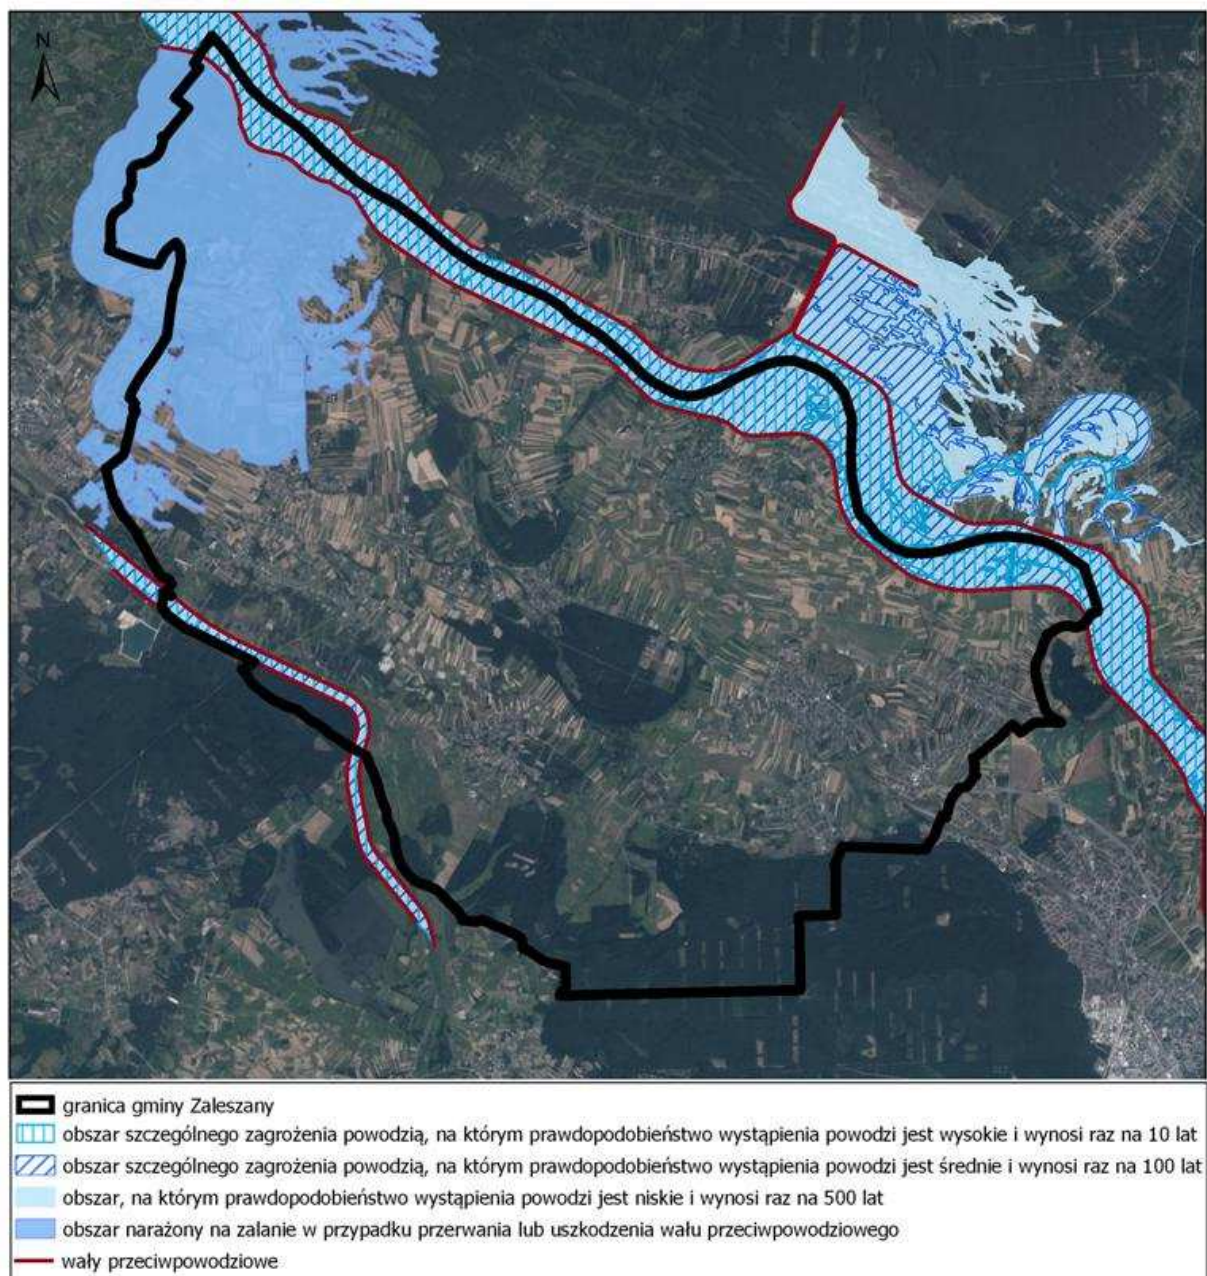 N
granica gminy Zaleszany
obszar szczególnego zagrożenia powodzią, na którym prawdopodobieństwo wystąpienia powodzi jest wysokie i wynosi raz na 10 lat
obszar szczególnego zagrożenia powodzią, na którym prawdopodobieństwo wystąpienia powodzi jest średnie i wynosi raz na 100 lat
obszar, na którym prawdopodobieństwo wystąpienia powodzi jest niskie i wynosi raz na 500 lat
obszar narażony na zalanie w przypadku przerwania lub uszkodzenia wału przeciwpowodziowego
wały przeciwpowodziowe